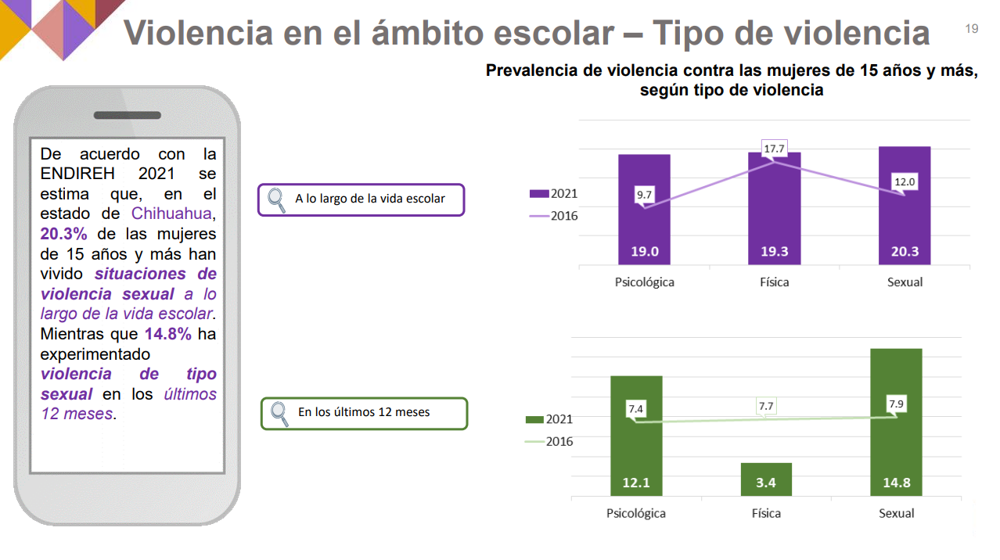 Violencia en el ámbito escolar – Tipo de violencia
19
Prevalencia de violencia contra las mujeres de 15 años y más,
según tipo de violencia
De acuerdo con la
ENDIREH 2021 se
estima que, en el
estado de Chihuahua,
20.3% de las mujeres
de 15 años y más han
vivido situaciones de
violencia sexual a lo
largo de la vida escolar.
Mientras que 14.8% ha
experimentado
violencia de tipo
sexual en los últimos
12 meses.
A lo largo de la vida escolar
2021
2016
9.7
17.7
12.0
19.0
19.3
20.3
Psicológica
Física
Sexual
En los últimos 12 meses
2021
2016
7.4
7.7
7.9
12.1
3.4
14.8
Psicológica
Física
Sexual